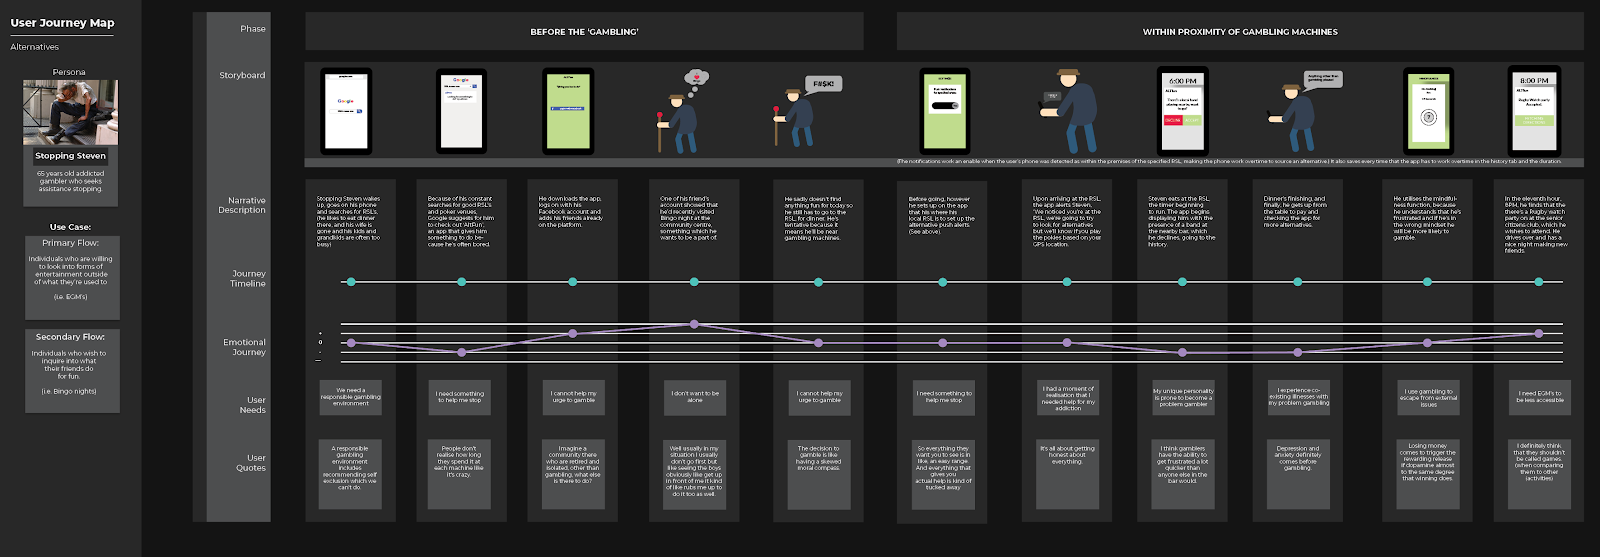 User Journey Map
Alternatives
Persona
Stopping Steven
65 years old addicted
gambler who seeks
assistance stopping.
Use Case:
Primary Flow:
Individuals who are willing
to look into forms of
entertainment outside
of what they're used to
(i.e. EGM's)
Secondary Flow:
Individuals who wish to
inquire into what
their friends do
for fun.
(i.e. Bingo nights)
Phase
BEFORE THE 'GAMBLING'
WITHIN PROXIMITY OF GAMBLING MACHINES
Storyboard
Google
Google
F#$K!
6:00 PM
Anything other than
gambling please!
8:00 PM
Rugby Watch party
Accepted.
(The notifications work an enable when the user's phone was detected as within the premises of the specified RSL, making the phone work overtime to source an alternative.) It also saves every time that the app has to work overtime in the history tab and the duration.
Narrative
Description
Stopping Steven wakes
up, goes on his phone
and searches for RSL's.
(he likes to eat dinner
there, and his wife is
gone and his kids and
grandkids are often too
busy)
Because of his constant
searches for good RSL's
and poker venues,
Google suggests for him
to check out 'AltFun',
an app that gives him
something to do be-
cause he's often bored.
He down loads the app,
logs on with his
Facebook account and
adds his friends already
on the platform.
One of his friend's
account showed that
he'd recently visited
Bingo night at the
community centre,
something which he
wants to be a part of.
He sadly doesn't find
anything fun for today so
he still has to go to the
RSL, for dinner. He's
tentative because it
means he'll be near
gambling machines.
Before going, however
he sets up on the app
that his where his
local RSL is to set up the
alternative push alerts
(See above).
Upon arriving at the RSL,
the app alerts Steven,
"We noticed you're at the
RSL, we're going to try
to look for alternatives
but we'll know if you play
the pokies based on your
GPS location.
Steven eats at the RSL,
the timer beginning
to run. The app begins
displaying him with the
presence of a band at
the nearby bar, which
he declines, going to the
history.
Dinner's finishing, and
finally, he gets up from
the table to pay and
checking the app for
more alternatives.
He utilises the mindful-
ness function, because
he understands that he's
frustrated and if he's in
the wrong mindset he
will be more likely to
gamble.
In the eleventh hour,
8PM, he finds that the
there's a Rugby watch
party on at the senior
citizens club, which he
wishes to attend. He
drives over and has a
nice night making new
friends.
Journey
Timeline
Emotional
Journey
+
0
-
User
Needs
We need a
responsible gambling
environment
I need something
to help me stop
I cannot help my
urge to gamble
I don't want to be
alone
I cannot help my
urge to gamble
I need something to
help me stop
I had a moment of
realisation that I
needed help for my
addiction
My unique personality
is prone to become a
problem gambler
I experience co-
existing illnesses with
my problem gambling
I use gambling to
escape from external
issues
I need EGM's to
be less accessible
User
Quotes
A responsible
gambling
environment
includes
recommending self
exclusion which we
can't do.
People don't
realise how long
they spend it at
each machine like
it's crazy.
Imagine a
community there
who are retired and
isolated, other than
gambling, what else
is there to do?
Well usually in my
situation I usually
don't go first but
like seeing the boys
obviously like get up
in front of me it kind
of like rubs me up to
do it too as well.
The decision to
gamble is like
having a skewed
moral compass.
So everything they
want you to see is in
like, an easy range.
And everything that
gives you
actual help is kind of
tucked away.
It's all about getting
honest about
everything.
I think gamblers
have the ability to
get frustrated a lot
quicker than
anyone else in the
bar would.
Depression and
anxiety definitely
comes before
gambling.
Losing money
comes to trigger the
rewarding release
if dopamine almost
to the same degree
that winning does.
I definitely think
that they shouldn't
be called games.
(when comparing
them to other
(activities)